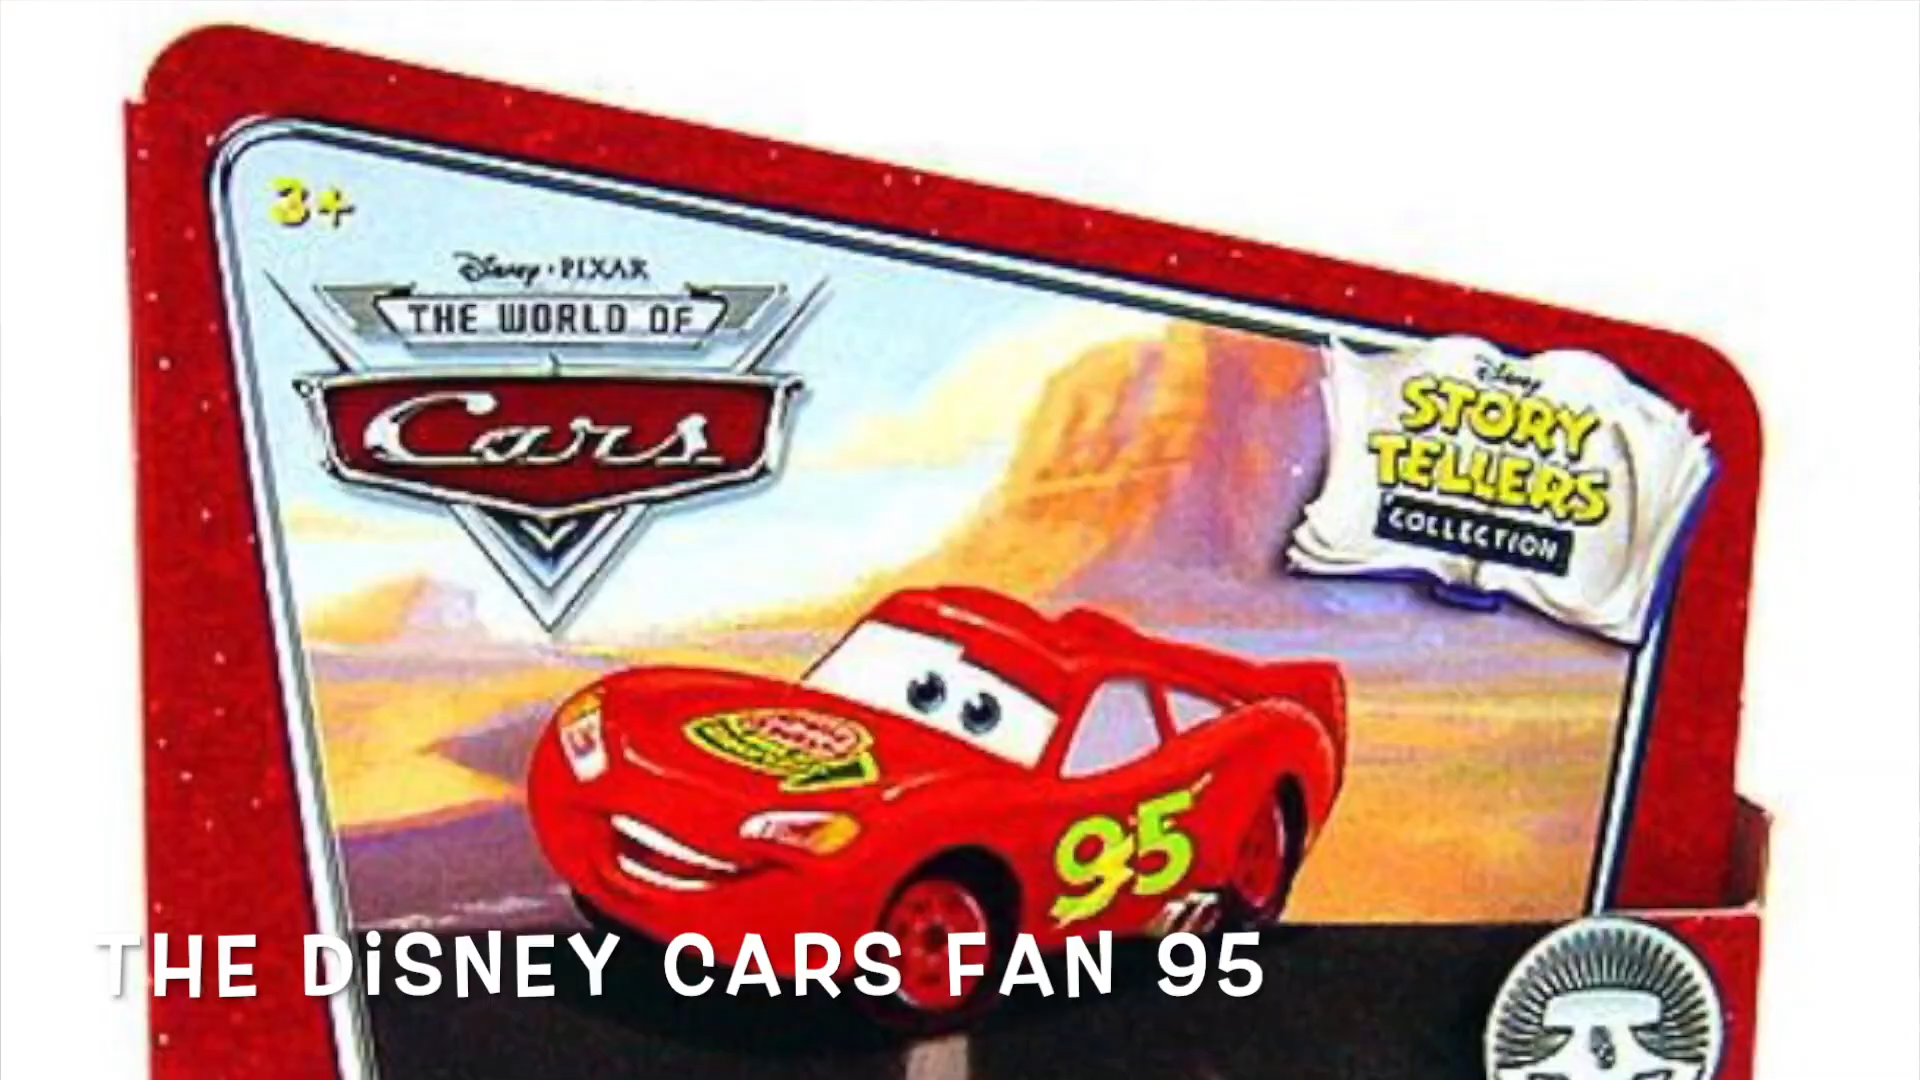 3+
Disney · PIXAR
THE WORLD OF
Cars
Disney
STORY
TELLERS
COLLECTION
95
THE DiSNEY CARS FAN 95